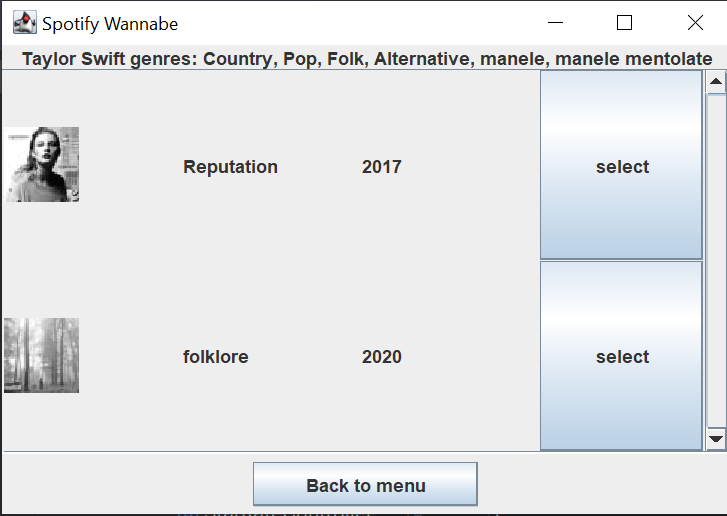 Spotify Wannabe
Taylor Swift genres: Country, Pop, Folk, Alternative, manele, manele mentolate
Reputation 2017 select
folklore 2020 select
Back to menu